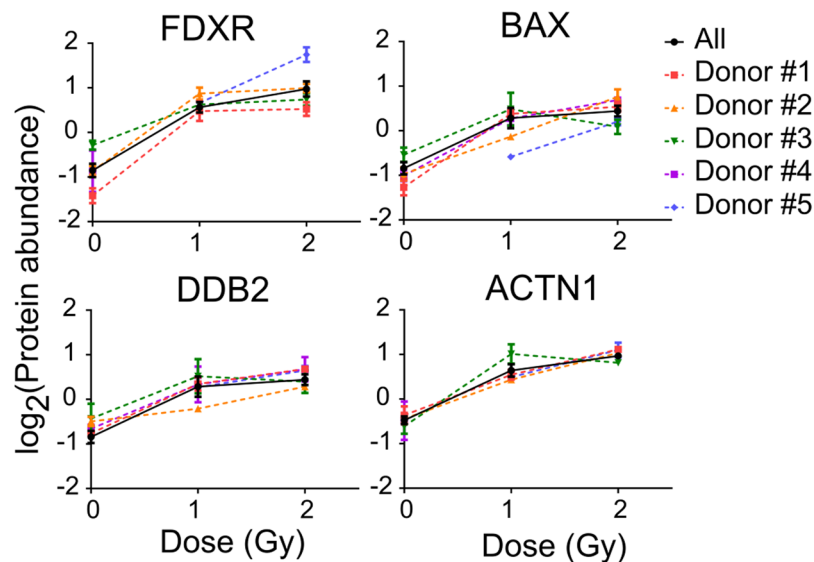 FDXR
BAX
2
1
0
-1
-2
0
1
2
2
1
0
-1
-2
0
1
2
All
Donor #1
Donor #2
Donor #3
Donor #4
Donor #5
log2(Protein abundance)
DDB2
ACTN1
2
1
0
-1
-2
0
1
2
2
1
0
-1
-2
0
1
2
Dose (Gy)
Dose (Gy)